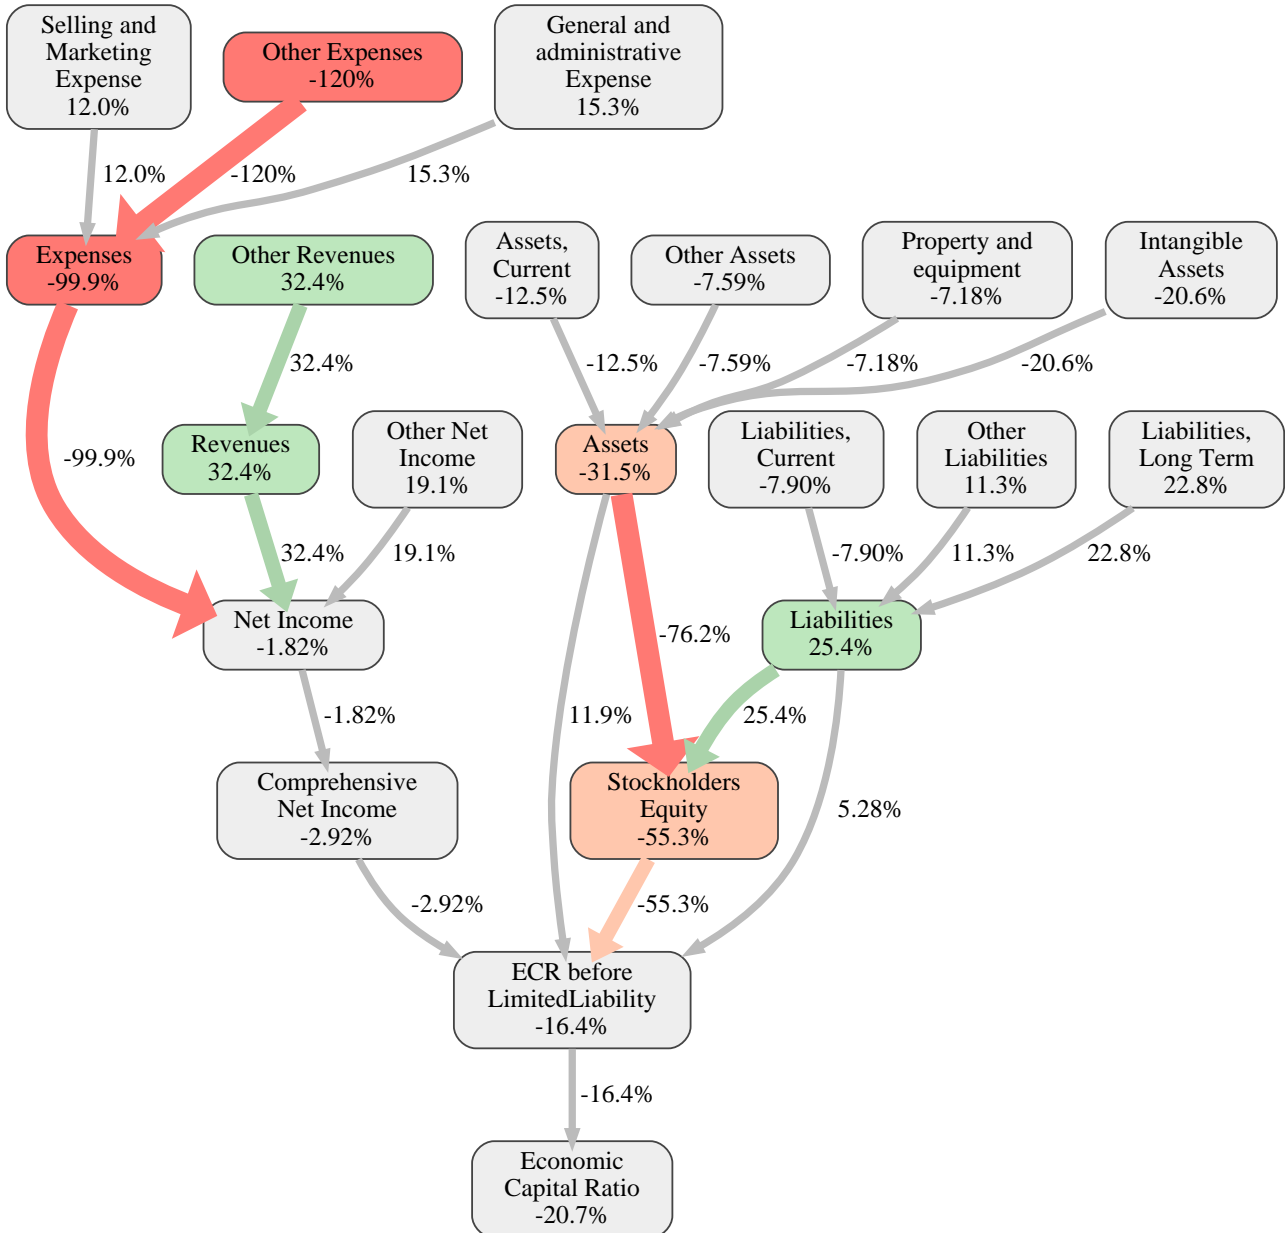 Selling and
Marketing
Expense
12.0%
Other Expenses
-120%
General and
administrative
Expense
15.3%
12.0%
-120%
15.3%
Expenses
-99.9%
Other Revenues
32.4%
Assets,
Current
-12.5%
Other Assets
-7.59%
Property and
equipment
-7.18%
Intangible
Assets
-20.6%
32.4%
-12.5%
-7.59%
-7.18%
-20.6%
-99.9%
Revenues
32.4%
Other Net
Income
19.1%
Assets
-31.5%
Liabilities,
Current
-7.90%
Other
Liabilities
11.3%
Liabilities,
Long Term
22.8%
32.4%
19.1%
-7.90%
11.3%
22.8%
Net Income
-1.82%
-76.2%
Liabilities
25.4%
-1.82%
11.9%
25.4%
Comprehensive
Net Income
-2.92%
Stockholders
Equity
-55.3%
5.28%
-2.92%
-55.3%
ECR before
LimitedLiability
-16.4%
-16.4%
Economic
Capital Ratio
-20.7%